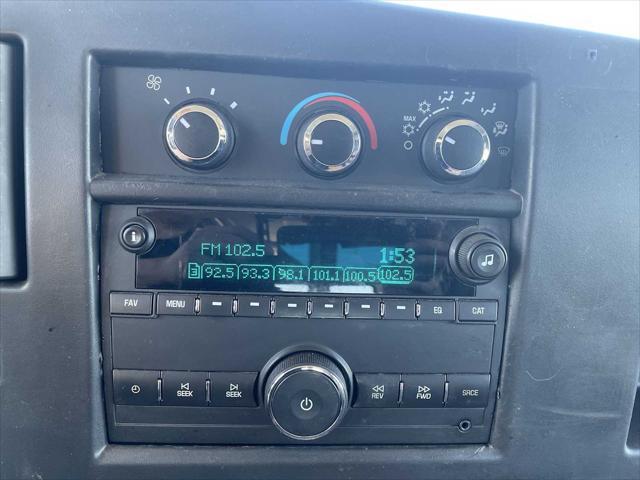 MAX
i
FM 102.5 1:53
3 92.5 93.3 98.1 101.1 100.5 102.5
FAV MENU EQ CAT
SEEK SEEK REV FWD SRCE